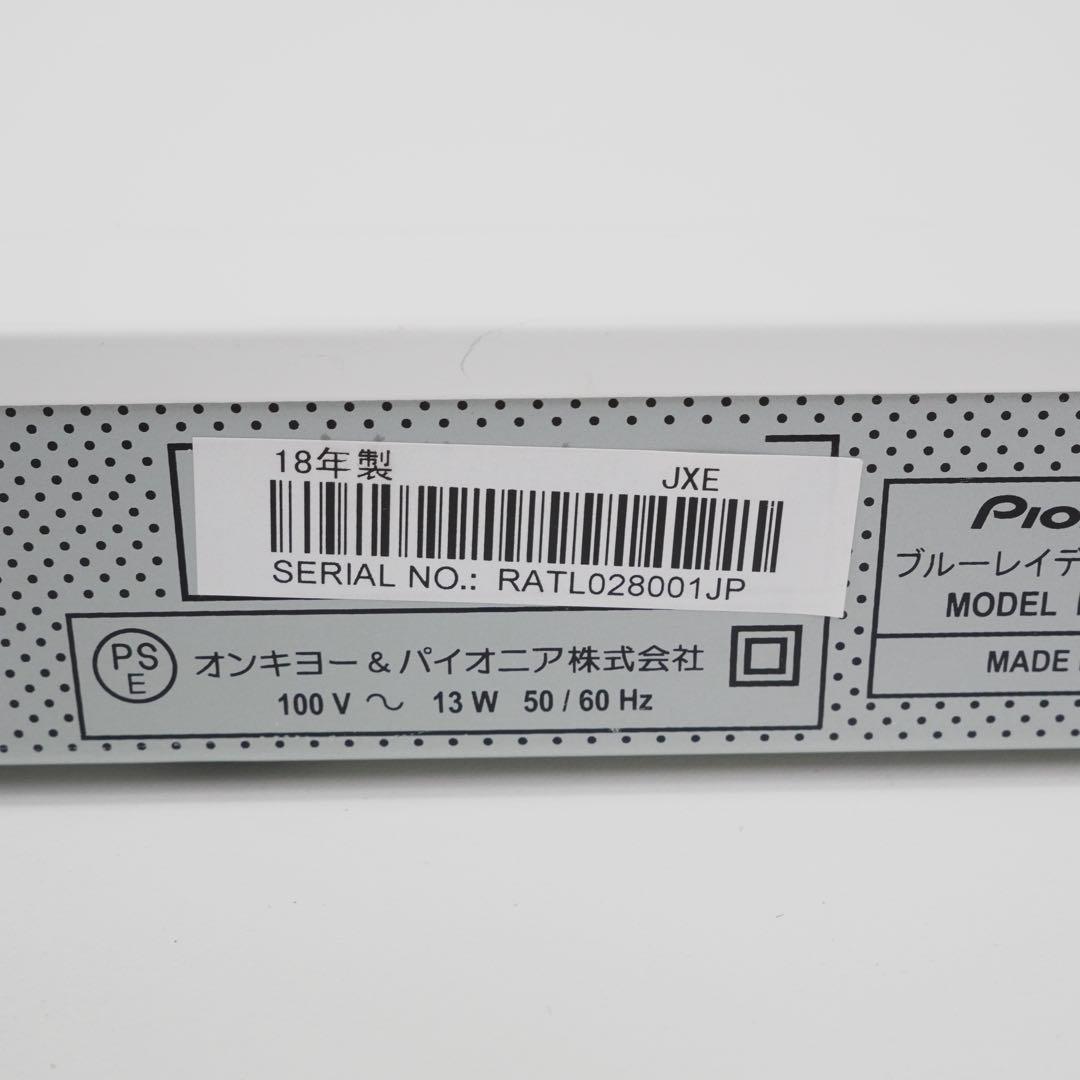 18年製 JXE
SERIAL NO.: RATL028001JP
PS
E
オンキヨー&パイオニア株式会社
100 V ～ 13 W 50 / 60 Hz
Pio
ブルーレイデ
MODEL
MADE